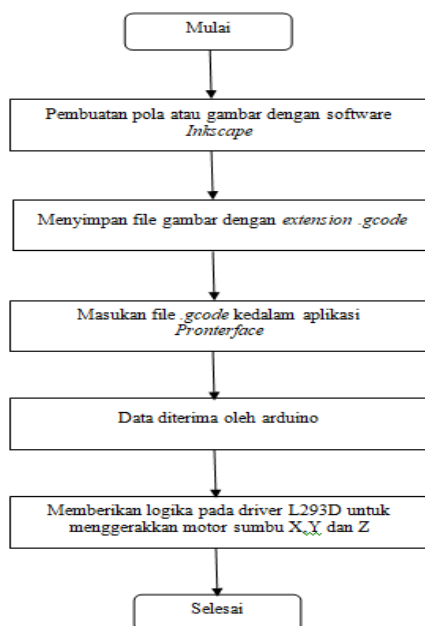 Mulai
Pembuatan pola atau gambar dengan software
Inkscape
Menyimpan file gambar dengan extension .gcode
Masukan file .gcode kedalam aplikasi
Pronterface
Data diterima oleh arduino
Memberikan logika pada driver L293D untuk
menggerakkan motor sumbu X,Y dan Z
Selesai